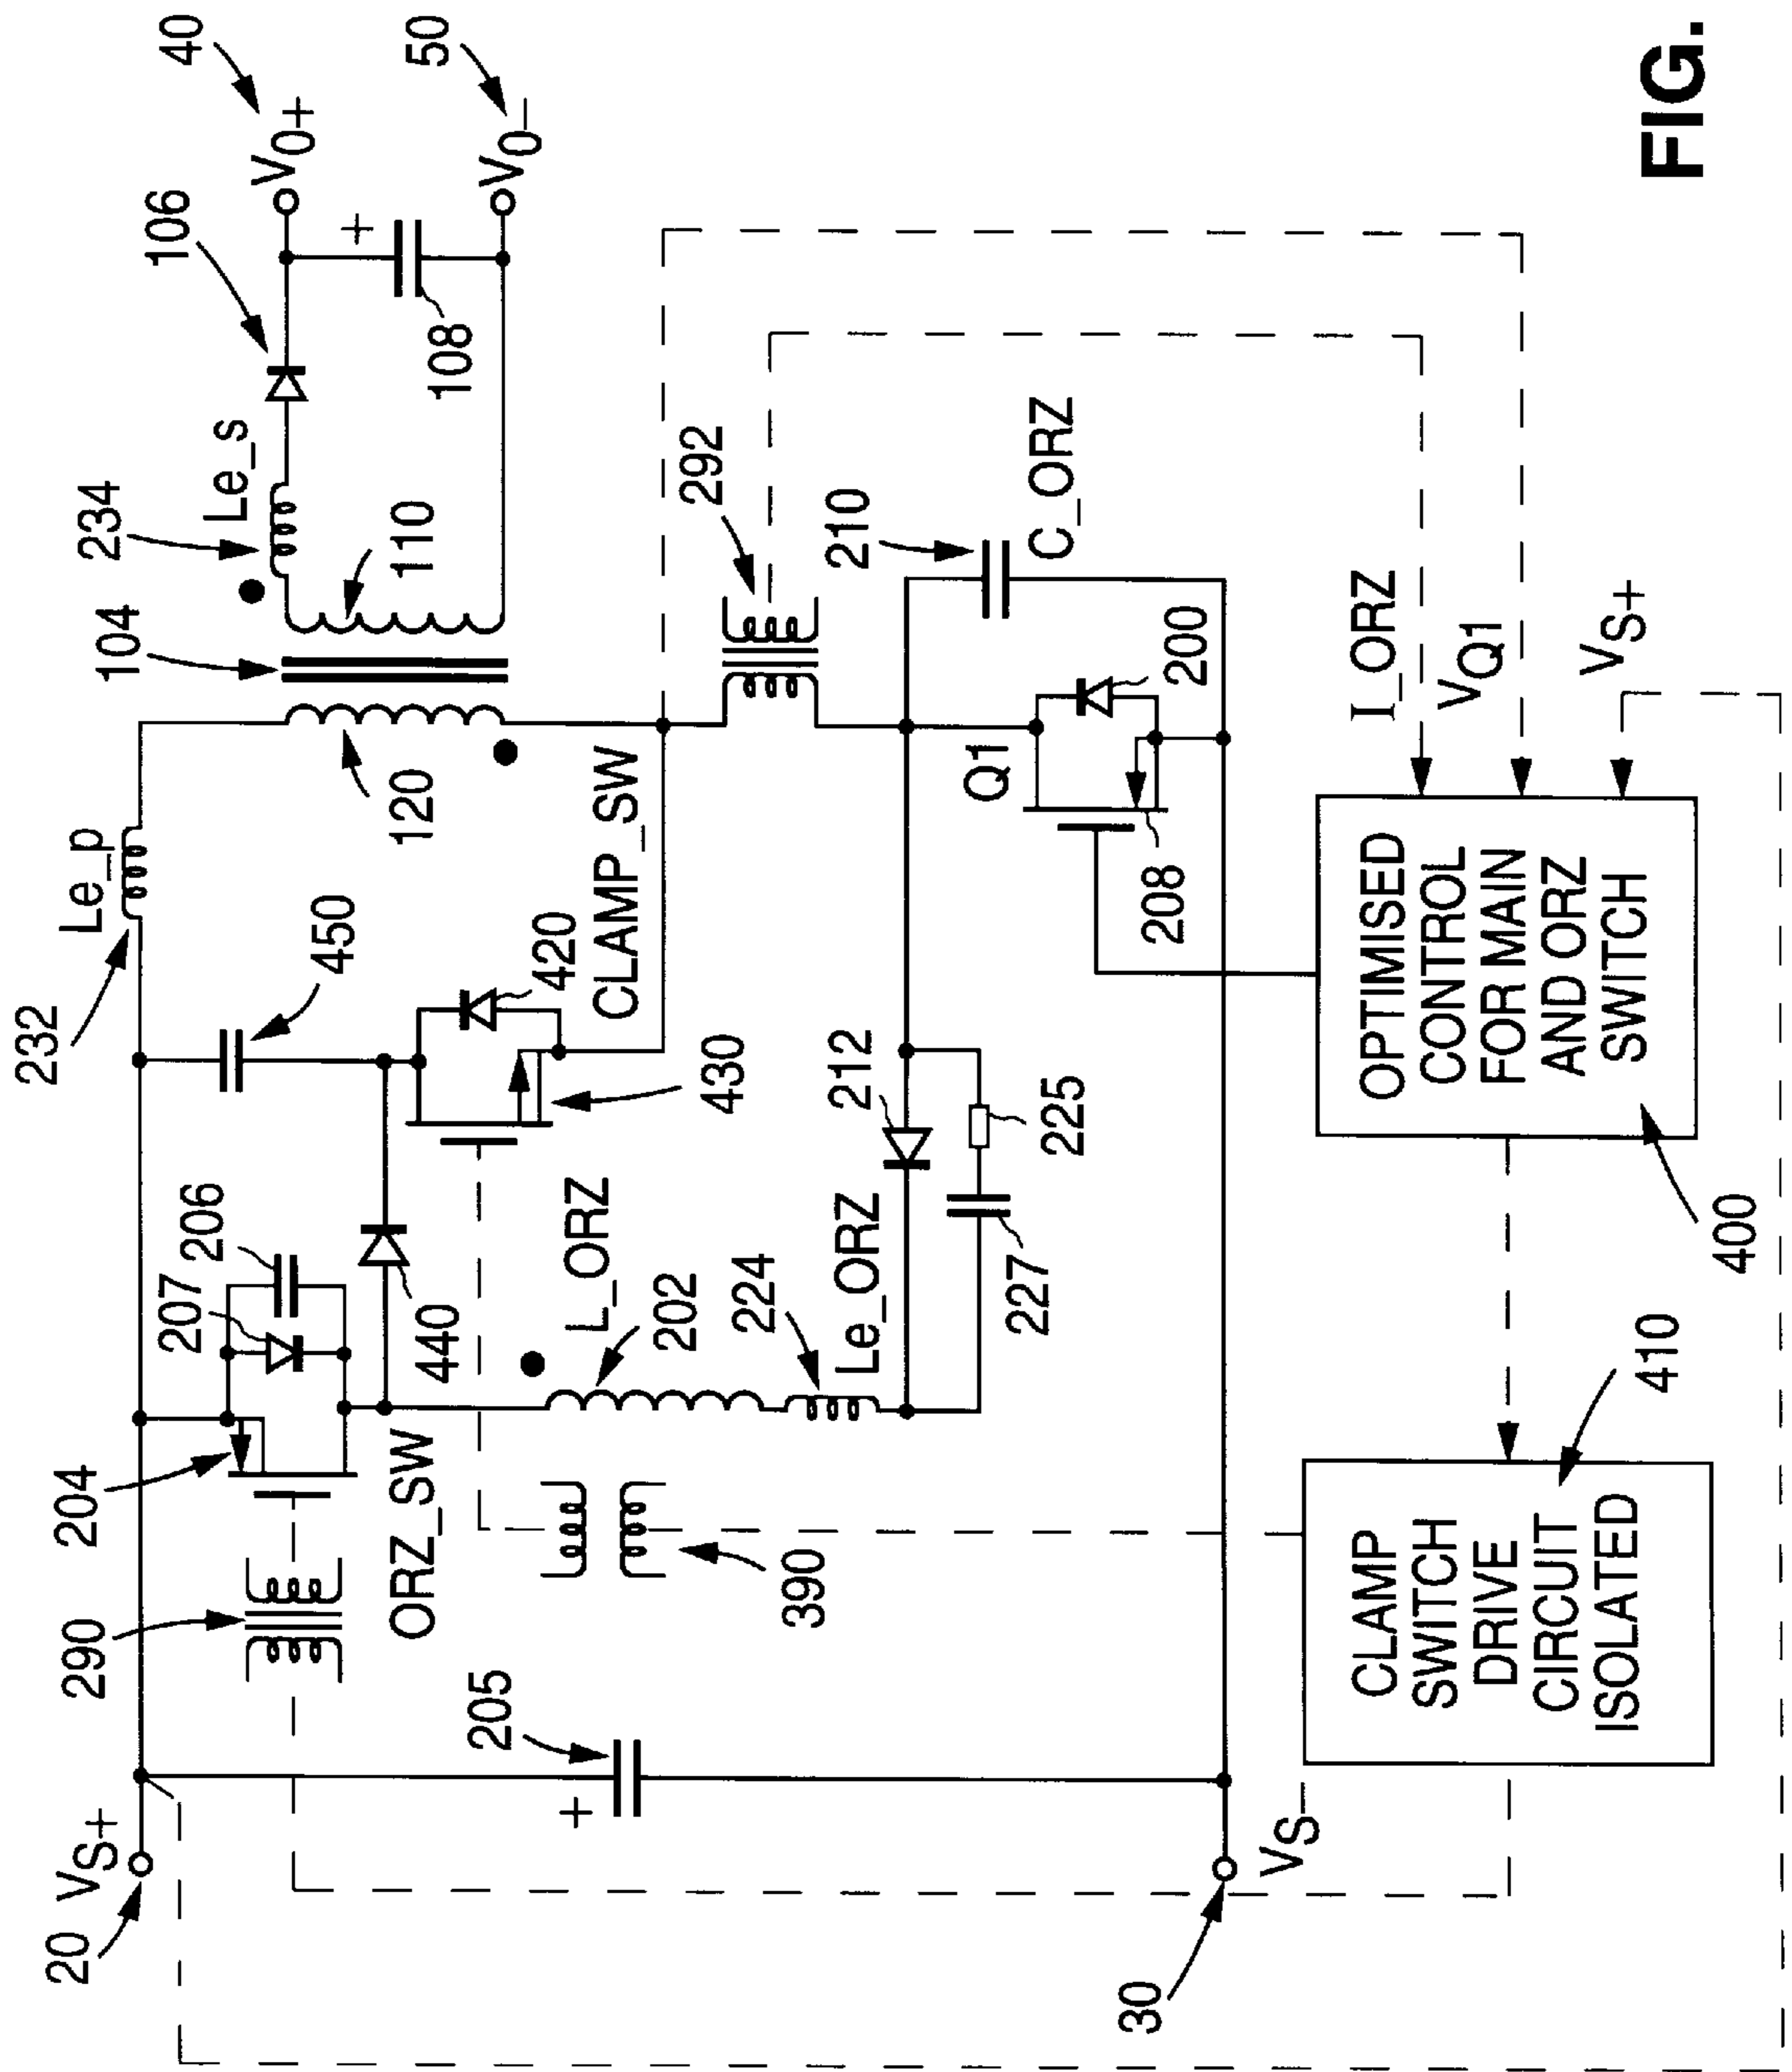 20
VS+
290
204
207
206
232
Le_p
450
104
234
Le_s
106
40
VO+
+
108
VO−
50
110
120
ORZ_SW
440
420
430
CLAMP_SW
292
205
+
390
L_ORZ
202
224
Le_ORZ
212
225
227
Q1
208
200
210
C_ORZ
30
VS−
CLAMP
SWITCH
DRIVE
CIRCUIT
ISOLATED
410
400
OPTIMISED
CONTROL
FOR MAIN
AND ORZ
SWITCH
I_ORZ
VQ1
VS+
FIG.